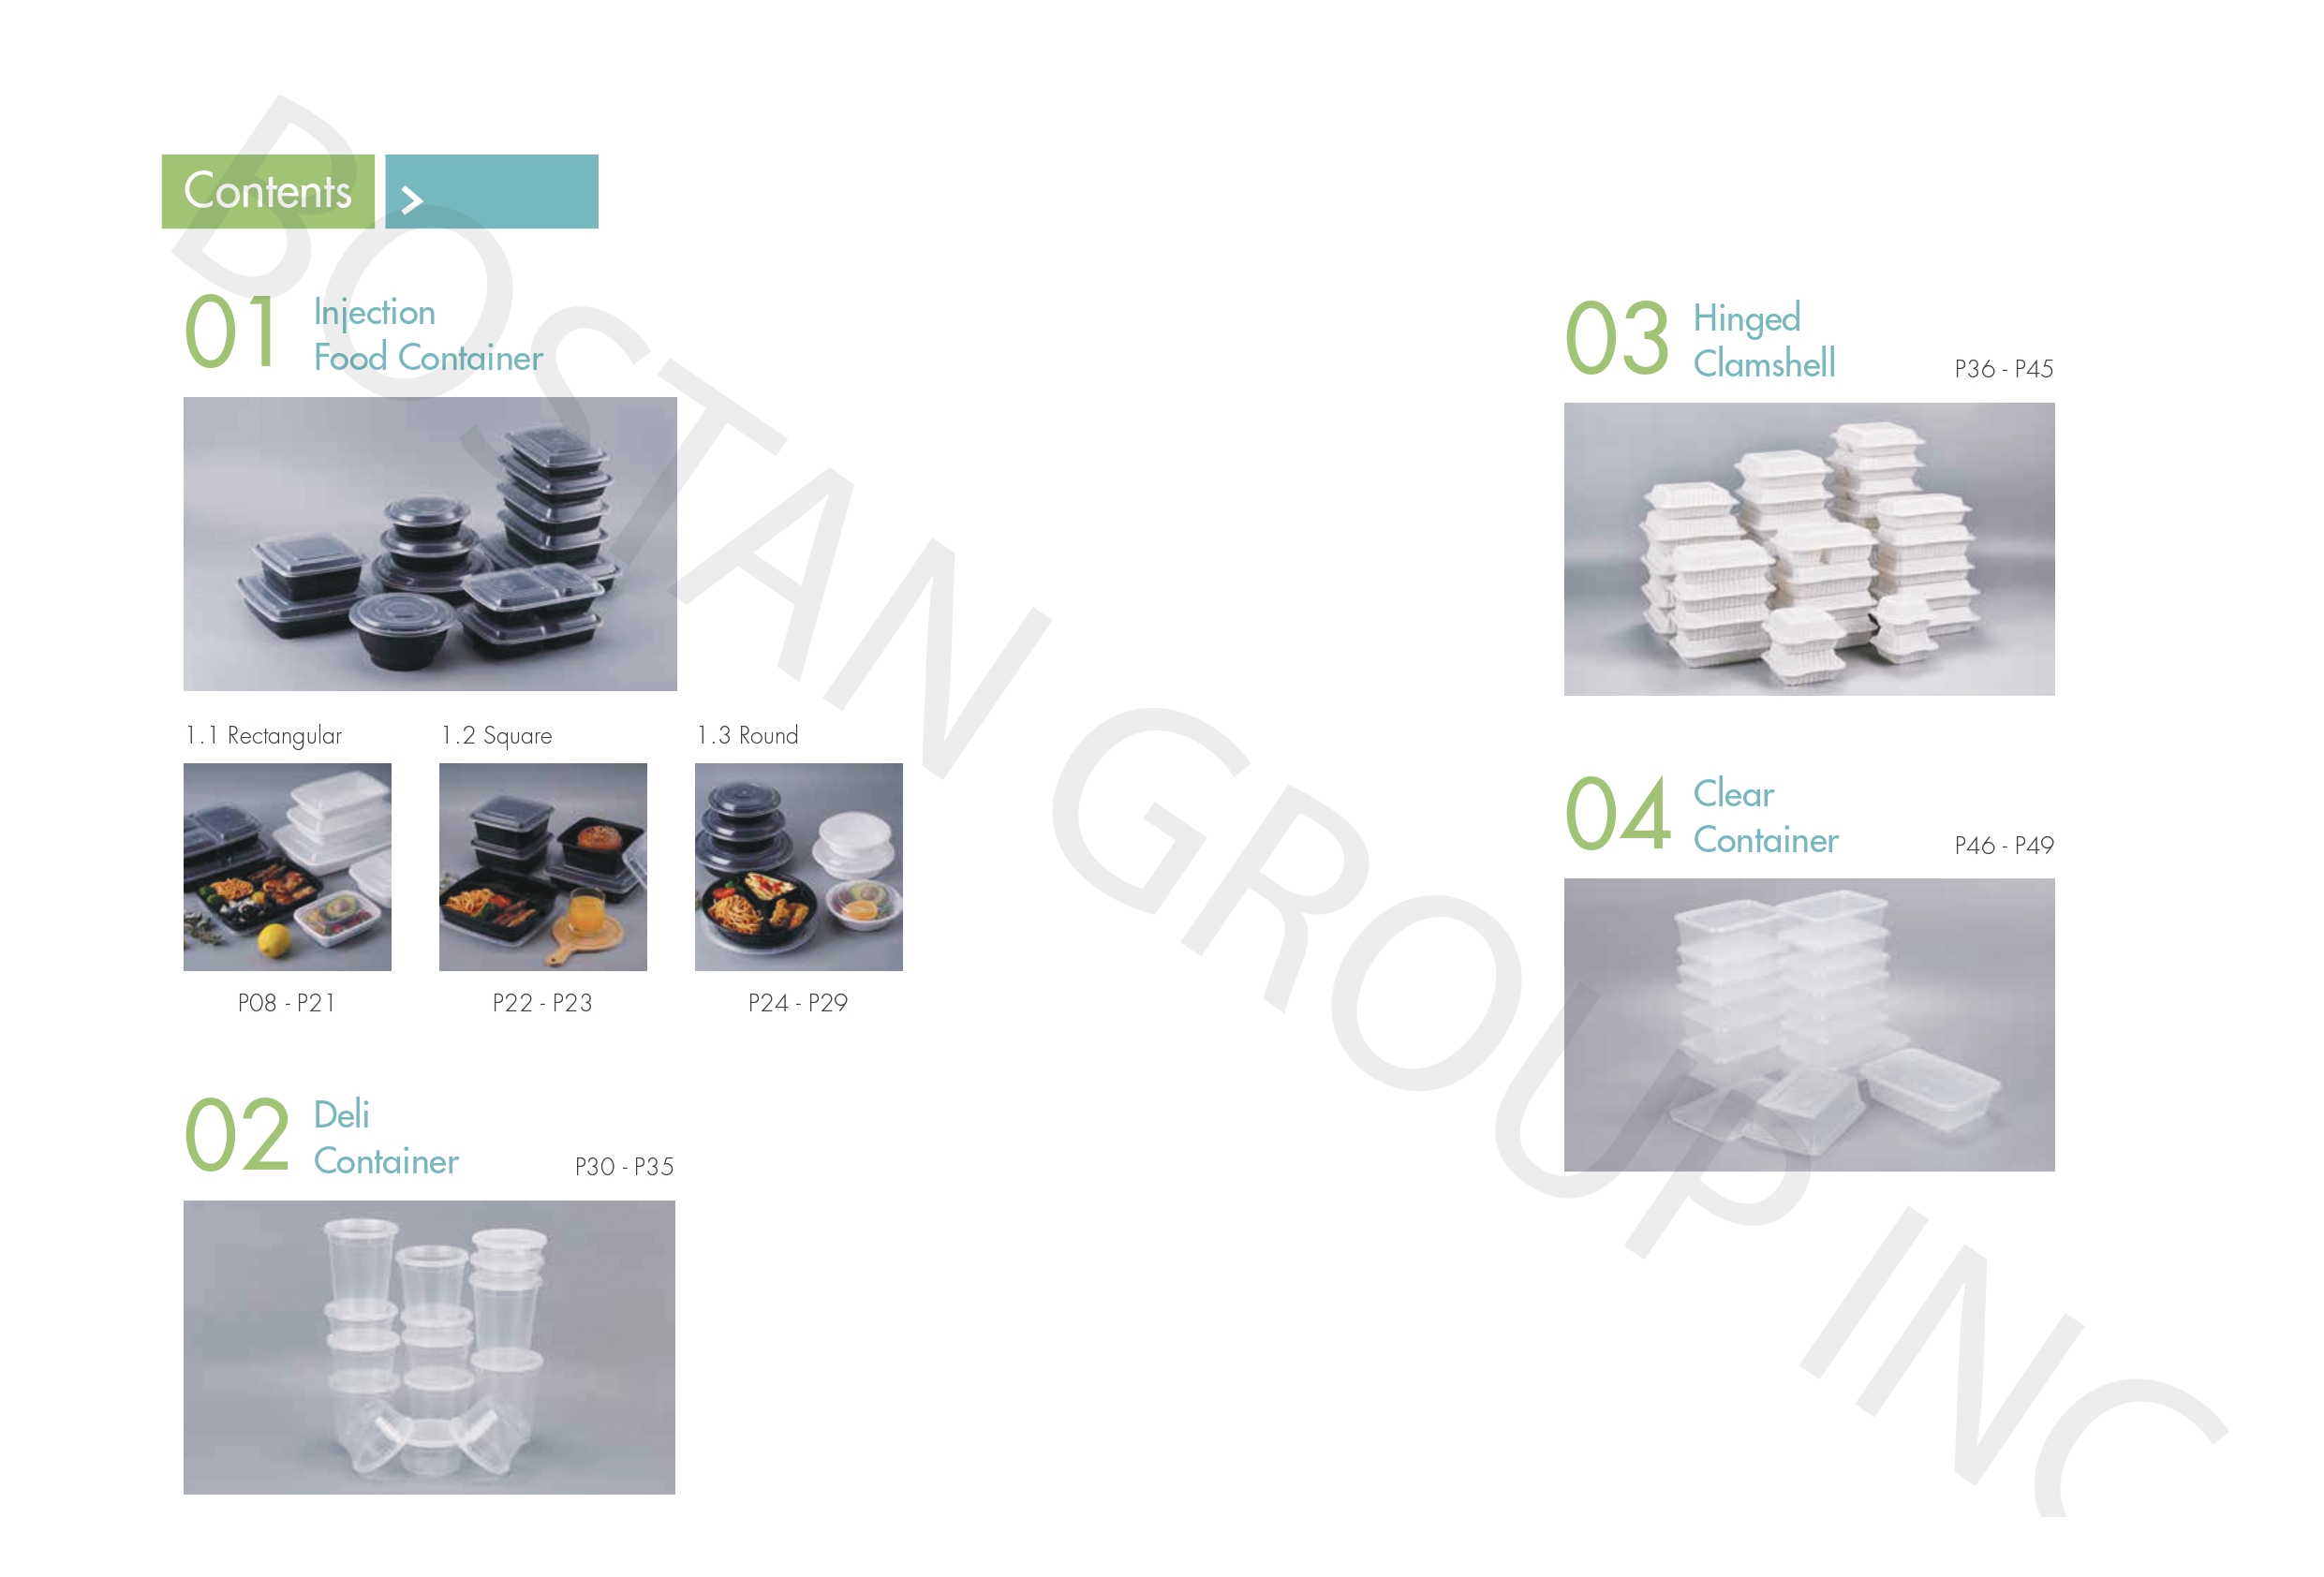 Contents >
01 Injection
Food Container
1.1 Rectangular
1.2 Square
1.3 Round
P08 - P21
P22 - P23
P24 - P29
02 Deli
Container
P30 - P35
03 Hinged
Clamshell
P36 - P45
04 Clear
Container
P46 - P49
BOSTAN GROUP INC